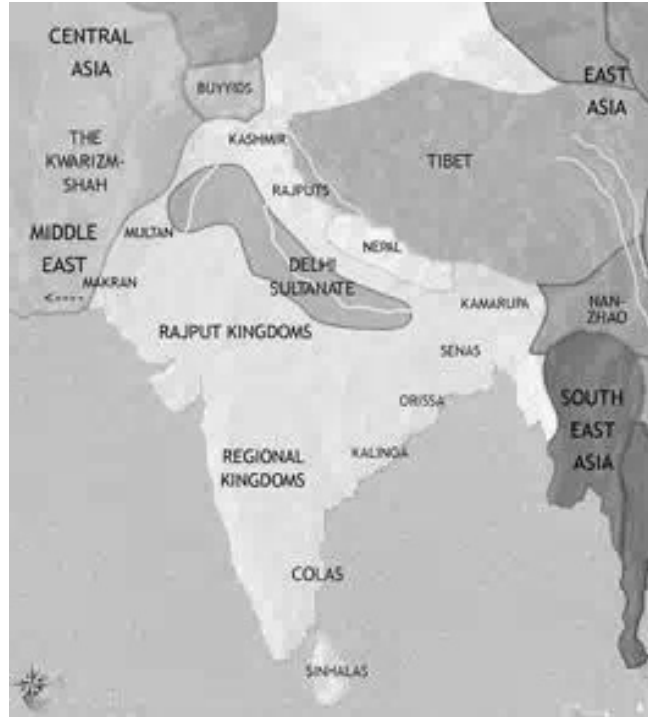 CENTRAL
ASIA
BUYYIDS
EAST
ASIA
THE
KWARIZM-
SHAH
KASHMIR
TIBET
RAJPUTS
MIDDLE
EAST
MULTAN
NEPAL
DELHI
SULTANATE
MAKRAN
<----
KAMARUPA
NAN-
ZHAO
RAJPUT KINGDOMS
SENAS
ORISSA
SOUTH
EAST
ASIA
REGIONAL
KINGDOMS
KALINGA
COLAS
SINHALAS